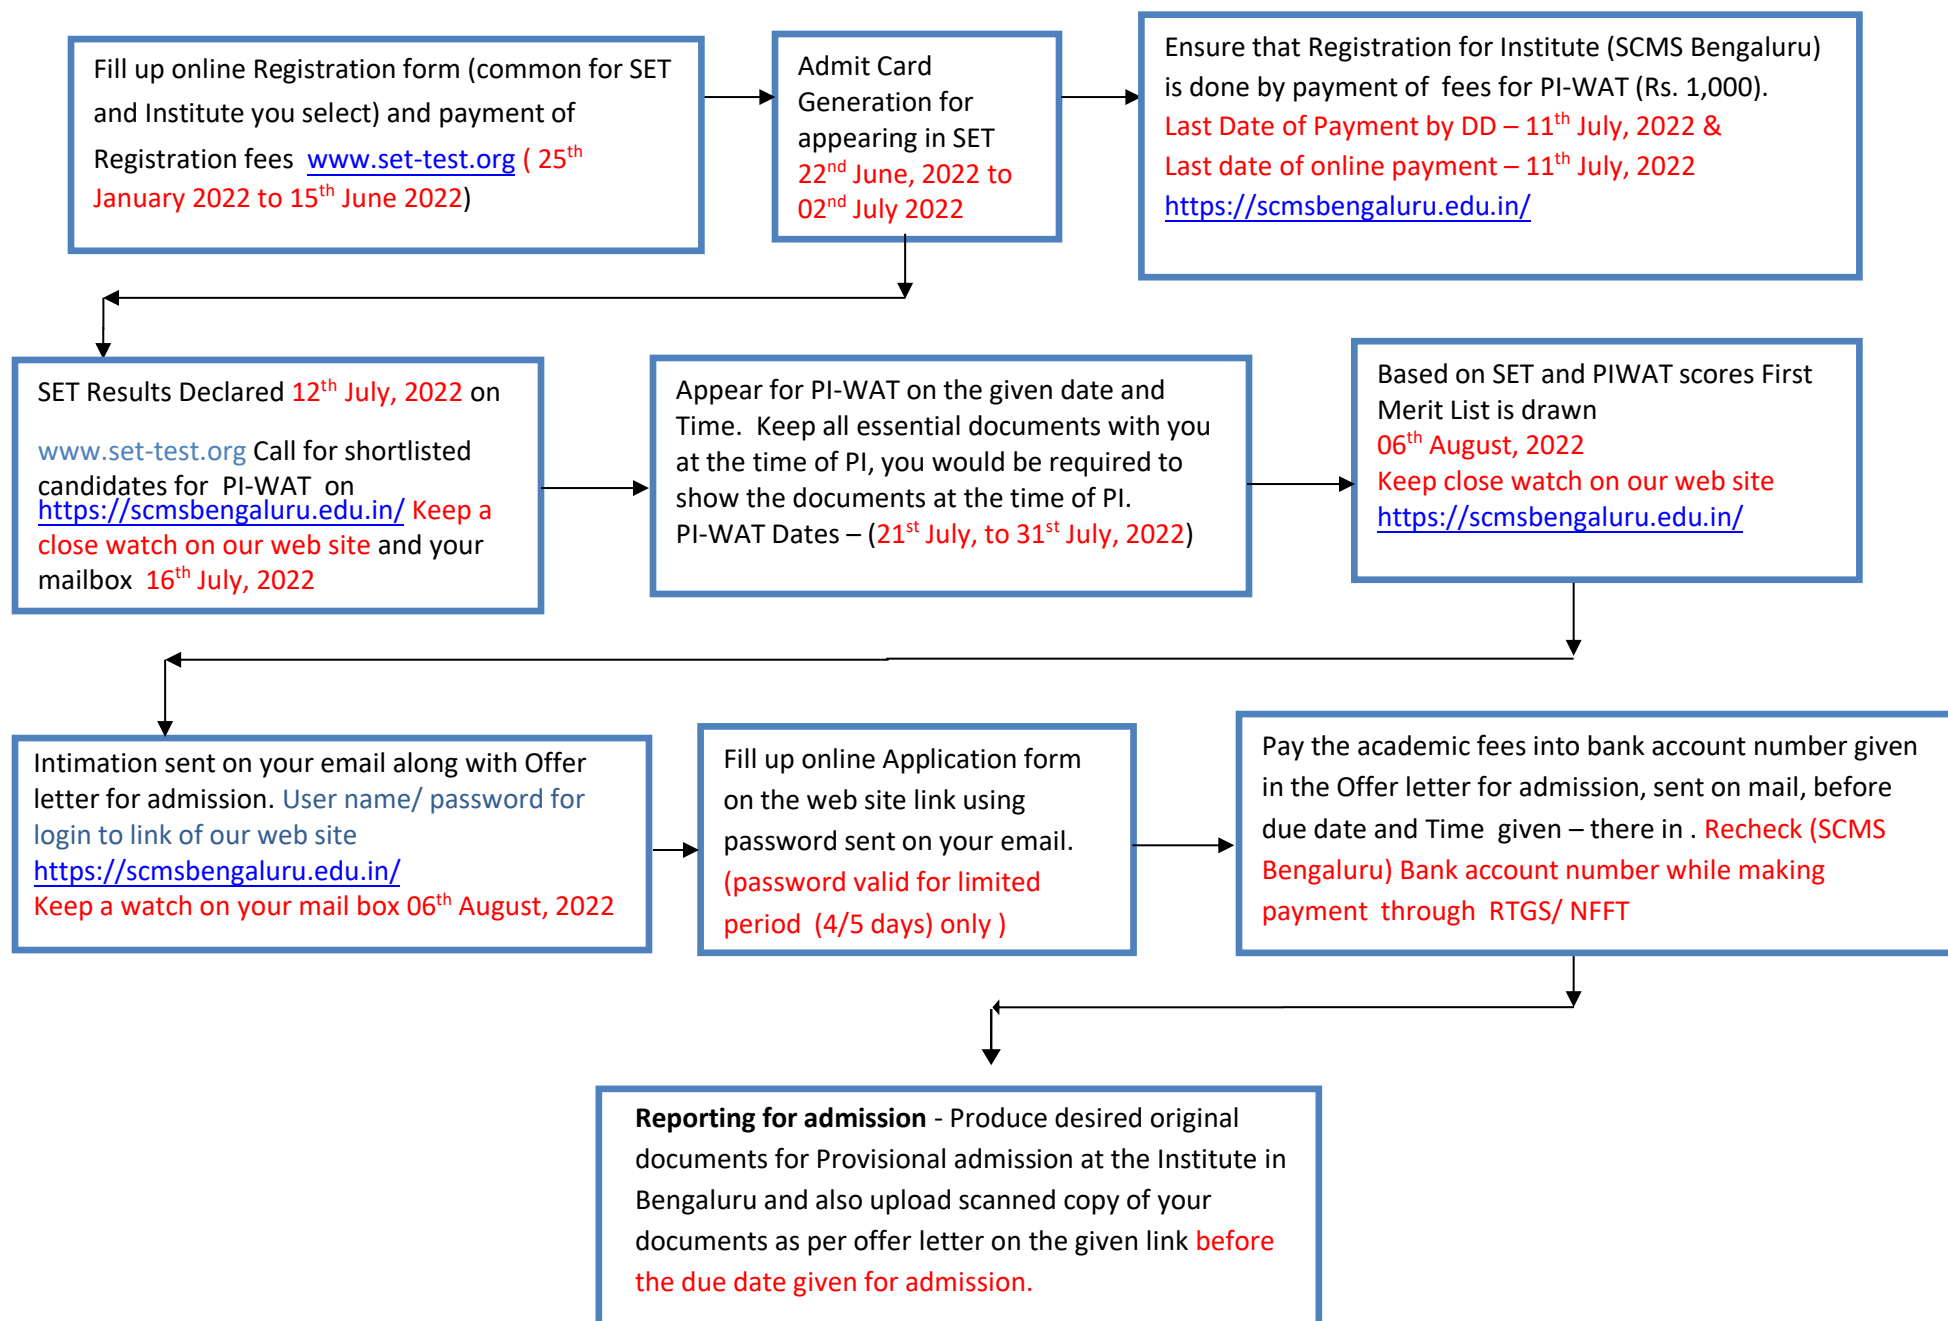 Fill up online Registration form (common for SET
and Institute you select) and payment of
Registration fees www.set-test.org ( 25th
January 2022 to 15th June 2022)
Admit Card
Generation for
appearing in SET
22nd June, 2022 to
02nd July 2022
Ensure that Registration for Institute (SCMS Bengaluru)
is done by payment of fees for PI-WAT (Rs. 1,000).
Last Date of Payment by DD – 11th July, 2022 &
Last date of online payment – 11th July, 2022
https://scmsbengaluru.edu.in/
SET Results Declared 12th July, 2022 on
www.set-test.org Call for shortlisted
candidates for PI-WAT on
https://scmsbengaluru.edu.in/ Keep a
close watch on our web site and your
mailbox 16th July, 2022
Appear for PI-WAT on the given date and
Time. Keep all essential documents with you
at the time of PI, you would be required to
show the documents at the time of PI.
PI-WAT Dates – (21st July, to 31st July, 2022)
Based on SET and PIWAT scores First
Merit List is drawn
06th August, 2022
Keep close watch on our web site
https://scmsbengaluru.edu.in/
Intimation sent on your email along with Offer
letter for admission. User name/ password for
login to link of our web site
https://scmsbengaluru.edu.in/
Keep a watch on your mail box 06th August, 2022
Fill up online Application form
on the web site link using
password sent on your email.
(password valid for limited
period (4/5 days) only )
Pay the academic fees into bank account number given
in the Offer letter for admission, sent on mail, before
due date and Time given – there in . Recheck (SCMS
Bengaluru) Bank account number while making
payment through RTGS/ NFFT
Reporting for admission - Produce desired original
documents for Provisional admission at the Institute in
Bengaluru and also upload scanned copy of your
documents as per offer letter on the given link before
the due date given for admission.